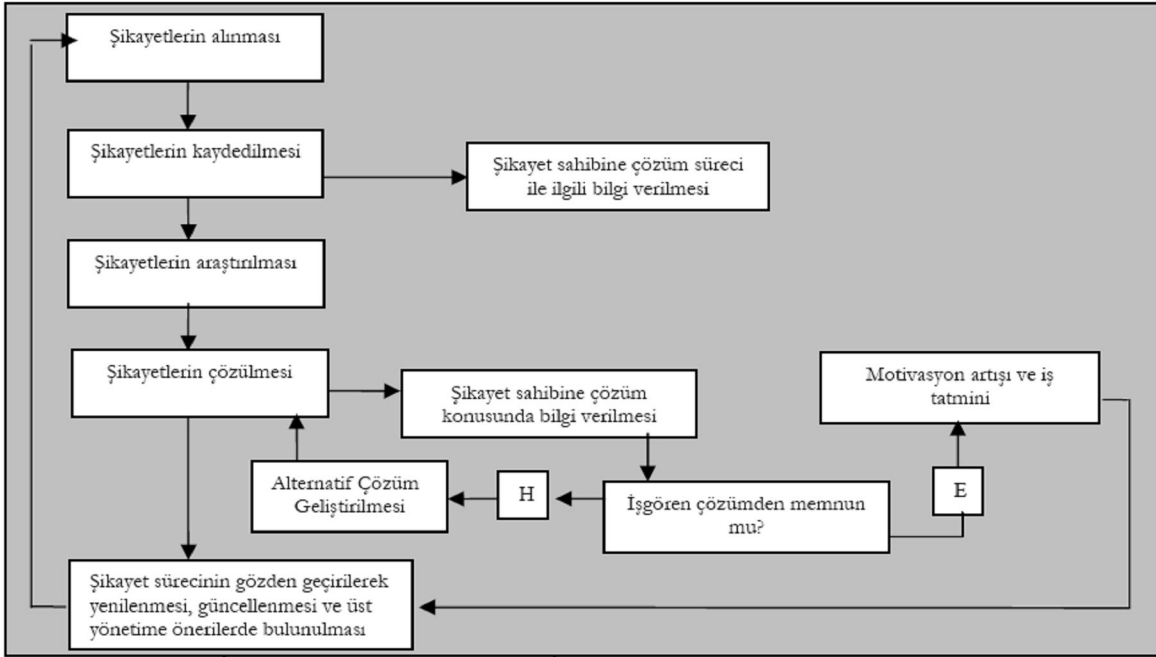 Şikayetlerin alınması
Şikayetlerin kaydedilmesi
Şikayet sahibine çözüm süreci
ile ilgili bilgi verilmesi
Şikayetlerin araştırılması
Şikayetlerin çözülmesi
Şikayet sahibine çözüm
konusunda bilgi verilmesi
Motivasyon artışı ve iş
tatmini
Alternatif Çözüm
Geliştirilmesi
H
İşgören çözümden memnun
mu?
E
Şikayet sürecinin gözden geçirilerek
yenilenmesi, güncellenmesi ve üst
yönetime önerilerde bulunulması